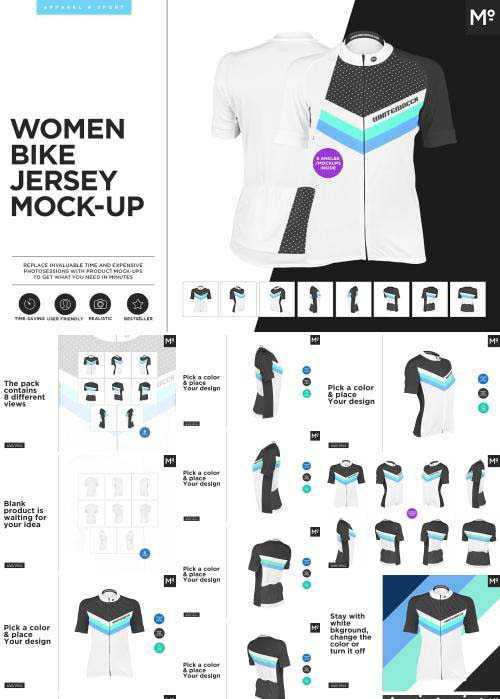 APPAREL & SPORT
Mº
WOMEN
BIKE
JERSEY
MOCK-UP
WHITEBACCA
8 ANGLES
/MOCKUPS
INSIDE
REPLACE INVALUABLE TIME AND EXPENSIVE
PHOTOSESSIONS WITH PRODUCT MOCK-UPS
TO GET WHAT YOU NEED IN MINUTES
TIME-SAVING USER FRIENDLY REALISTIC BESTSELLER
The pack
contains
8 different
views
Mº
Pick a color
& place
Your design
Mº
Pick a color
& place
Your design
Mº
Blank
product is
waiting for
your idea
Mº
Pick a color
& place
Your design
Mº
Mº
Pick a color
& place
Your design
Mº
Pick a color
& place
Your design
Mº
Pick a color
& place
Your design
Mº
Stay with
white
bkground,
change the
color or
turn it off
Mº